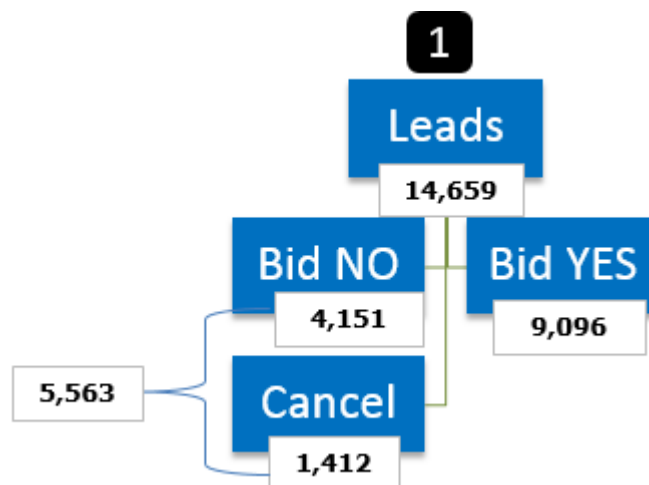 1
Leads
14,659
Bid NO
4,151
Bid YES
9,096
5,563
Cancel
1,412